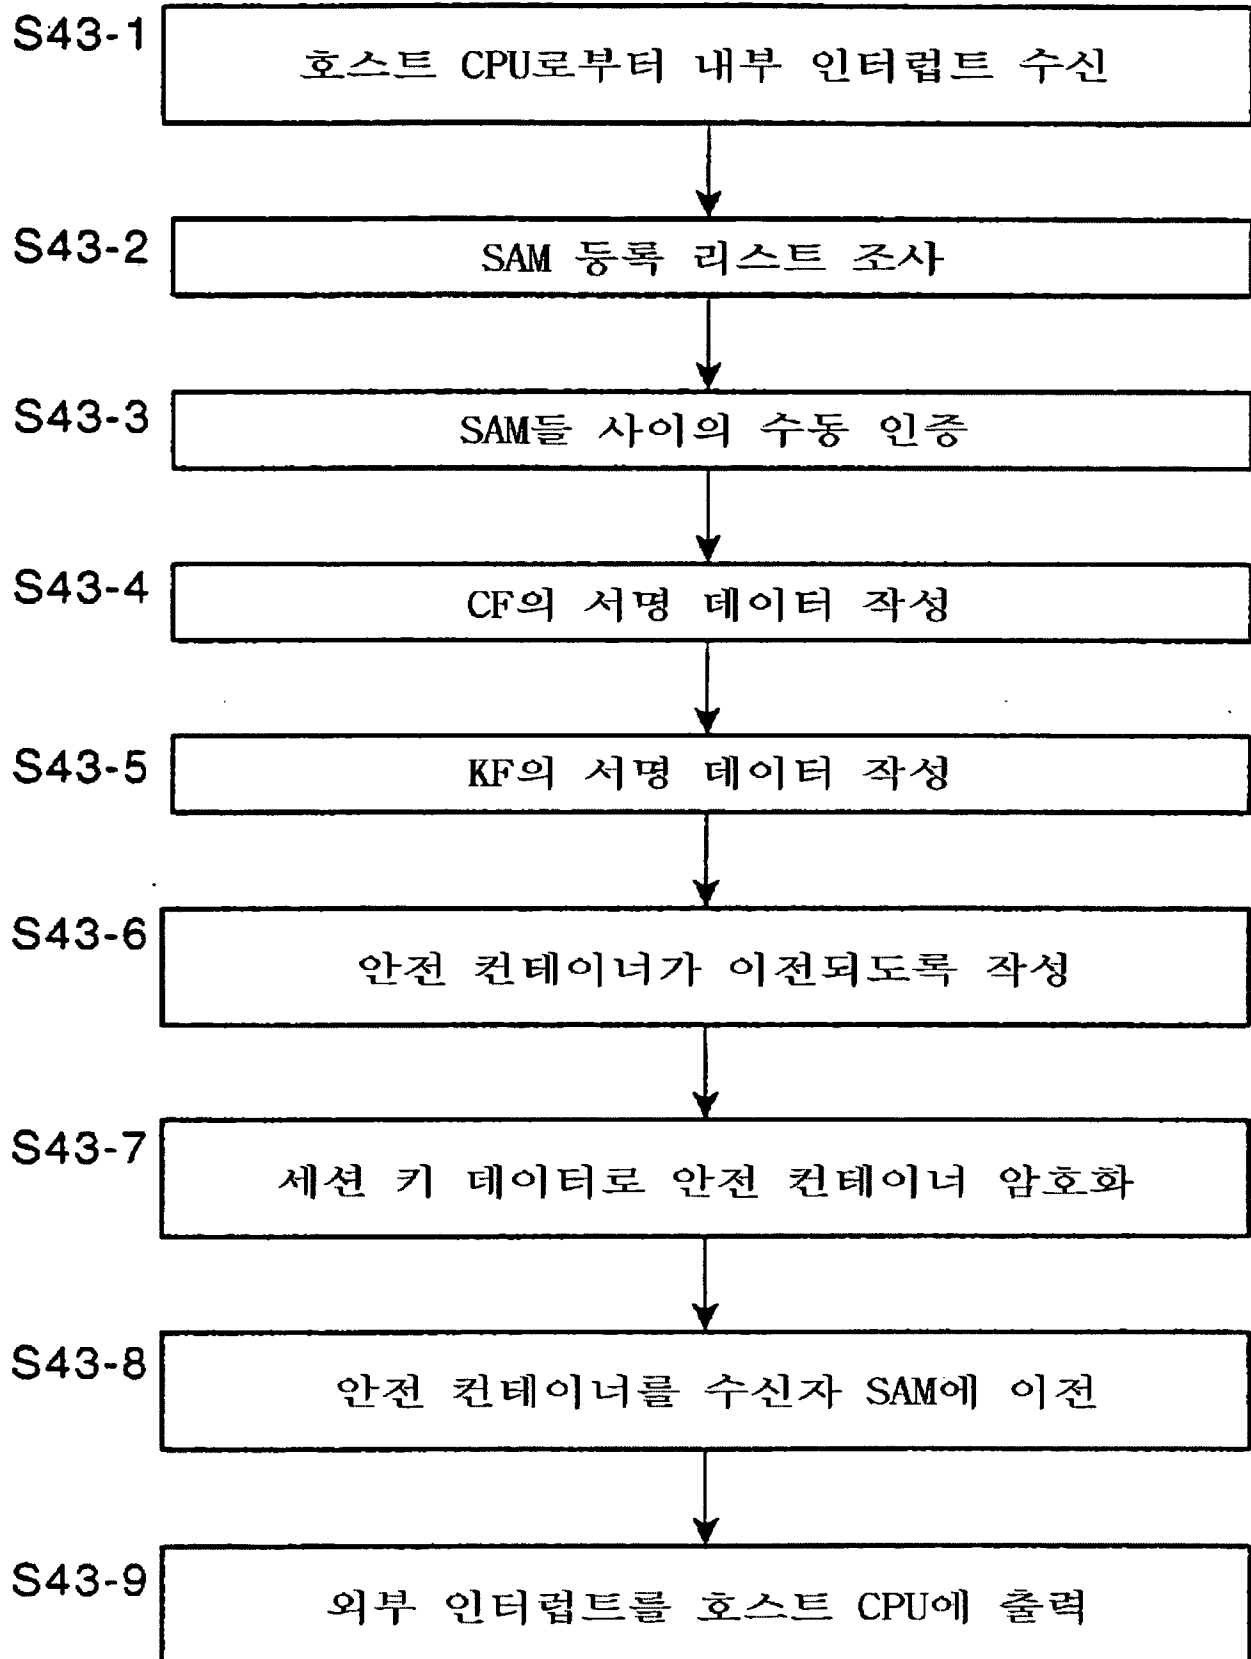 S43-1
호스트 CPU로부터 내부 인터럽트 수신
S43-2
SAM 등록 리스트 조사
S43-3
SAM들 사이의 수동 인증
S43-4
CF의 서명 데이터 작성
S43-5
KF의 서명 데이터 작성
S43-6
안전 컨테이너가 이전되도록 작성
S43-7
세션 키 데이터로 안전 컨테이너 암호화
S43-8
안전 컨테이너를 수신자 SAM에 이전
S43-9
외부 인터럽트를 호스트 CPU에 출력